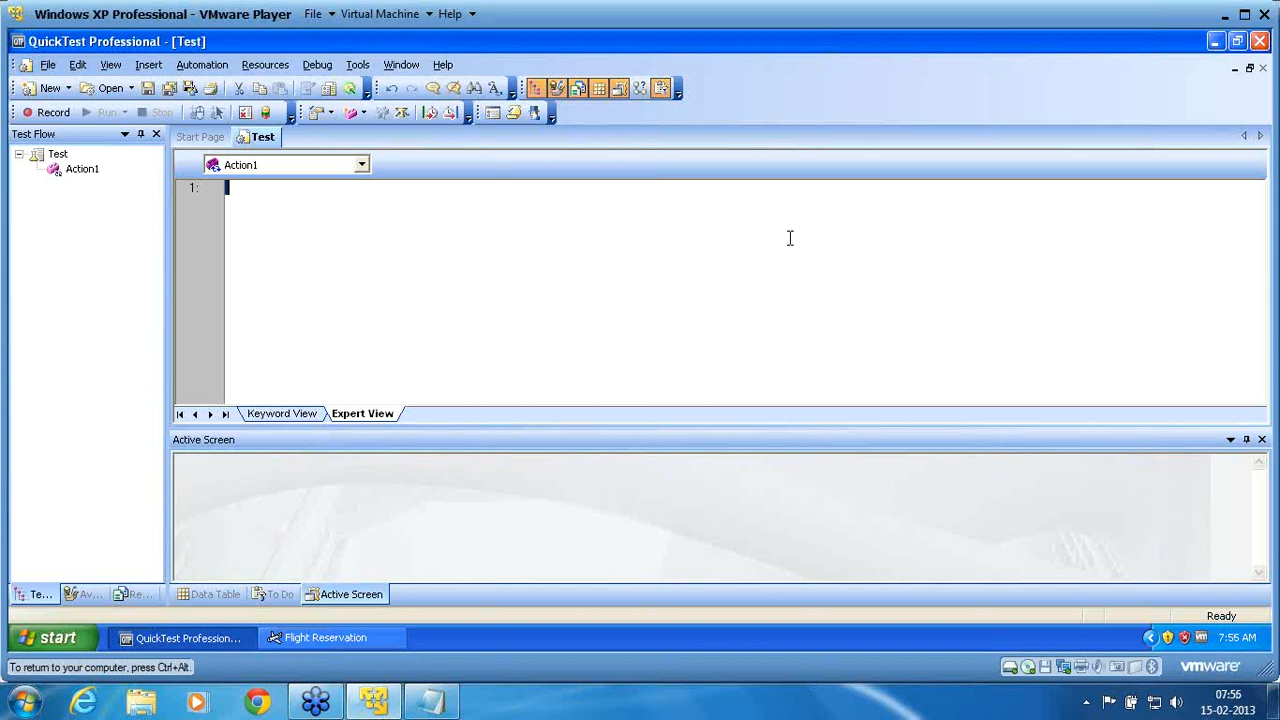 Windows XP Professional - VMware Player File Virtual Machine Help
QuickTest Professional - [Test]
File Edit View Insert Automation Resources Debug Tools Window Help
New Open
Record Run Stop
Test Flow
Start Page Test
Test
Action1
Action1
1:
Keyword View Expert View
Active Screen
Te... Av... Re... Data Table To Do Active Screen
Ready
start QuickTest Profession... Flight Reservation 7:56 AM
To return to your computer, press Ctrl+Alt. vmware
07:56
15-02-2013